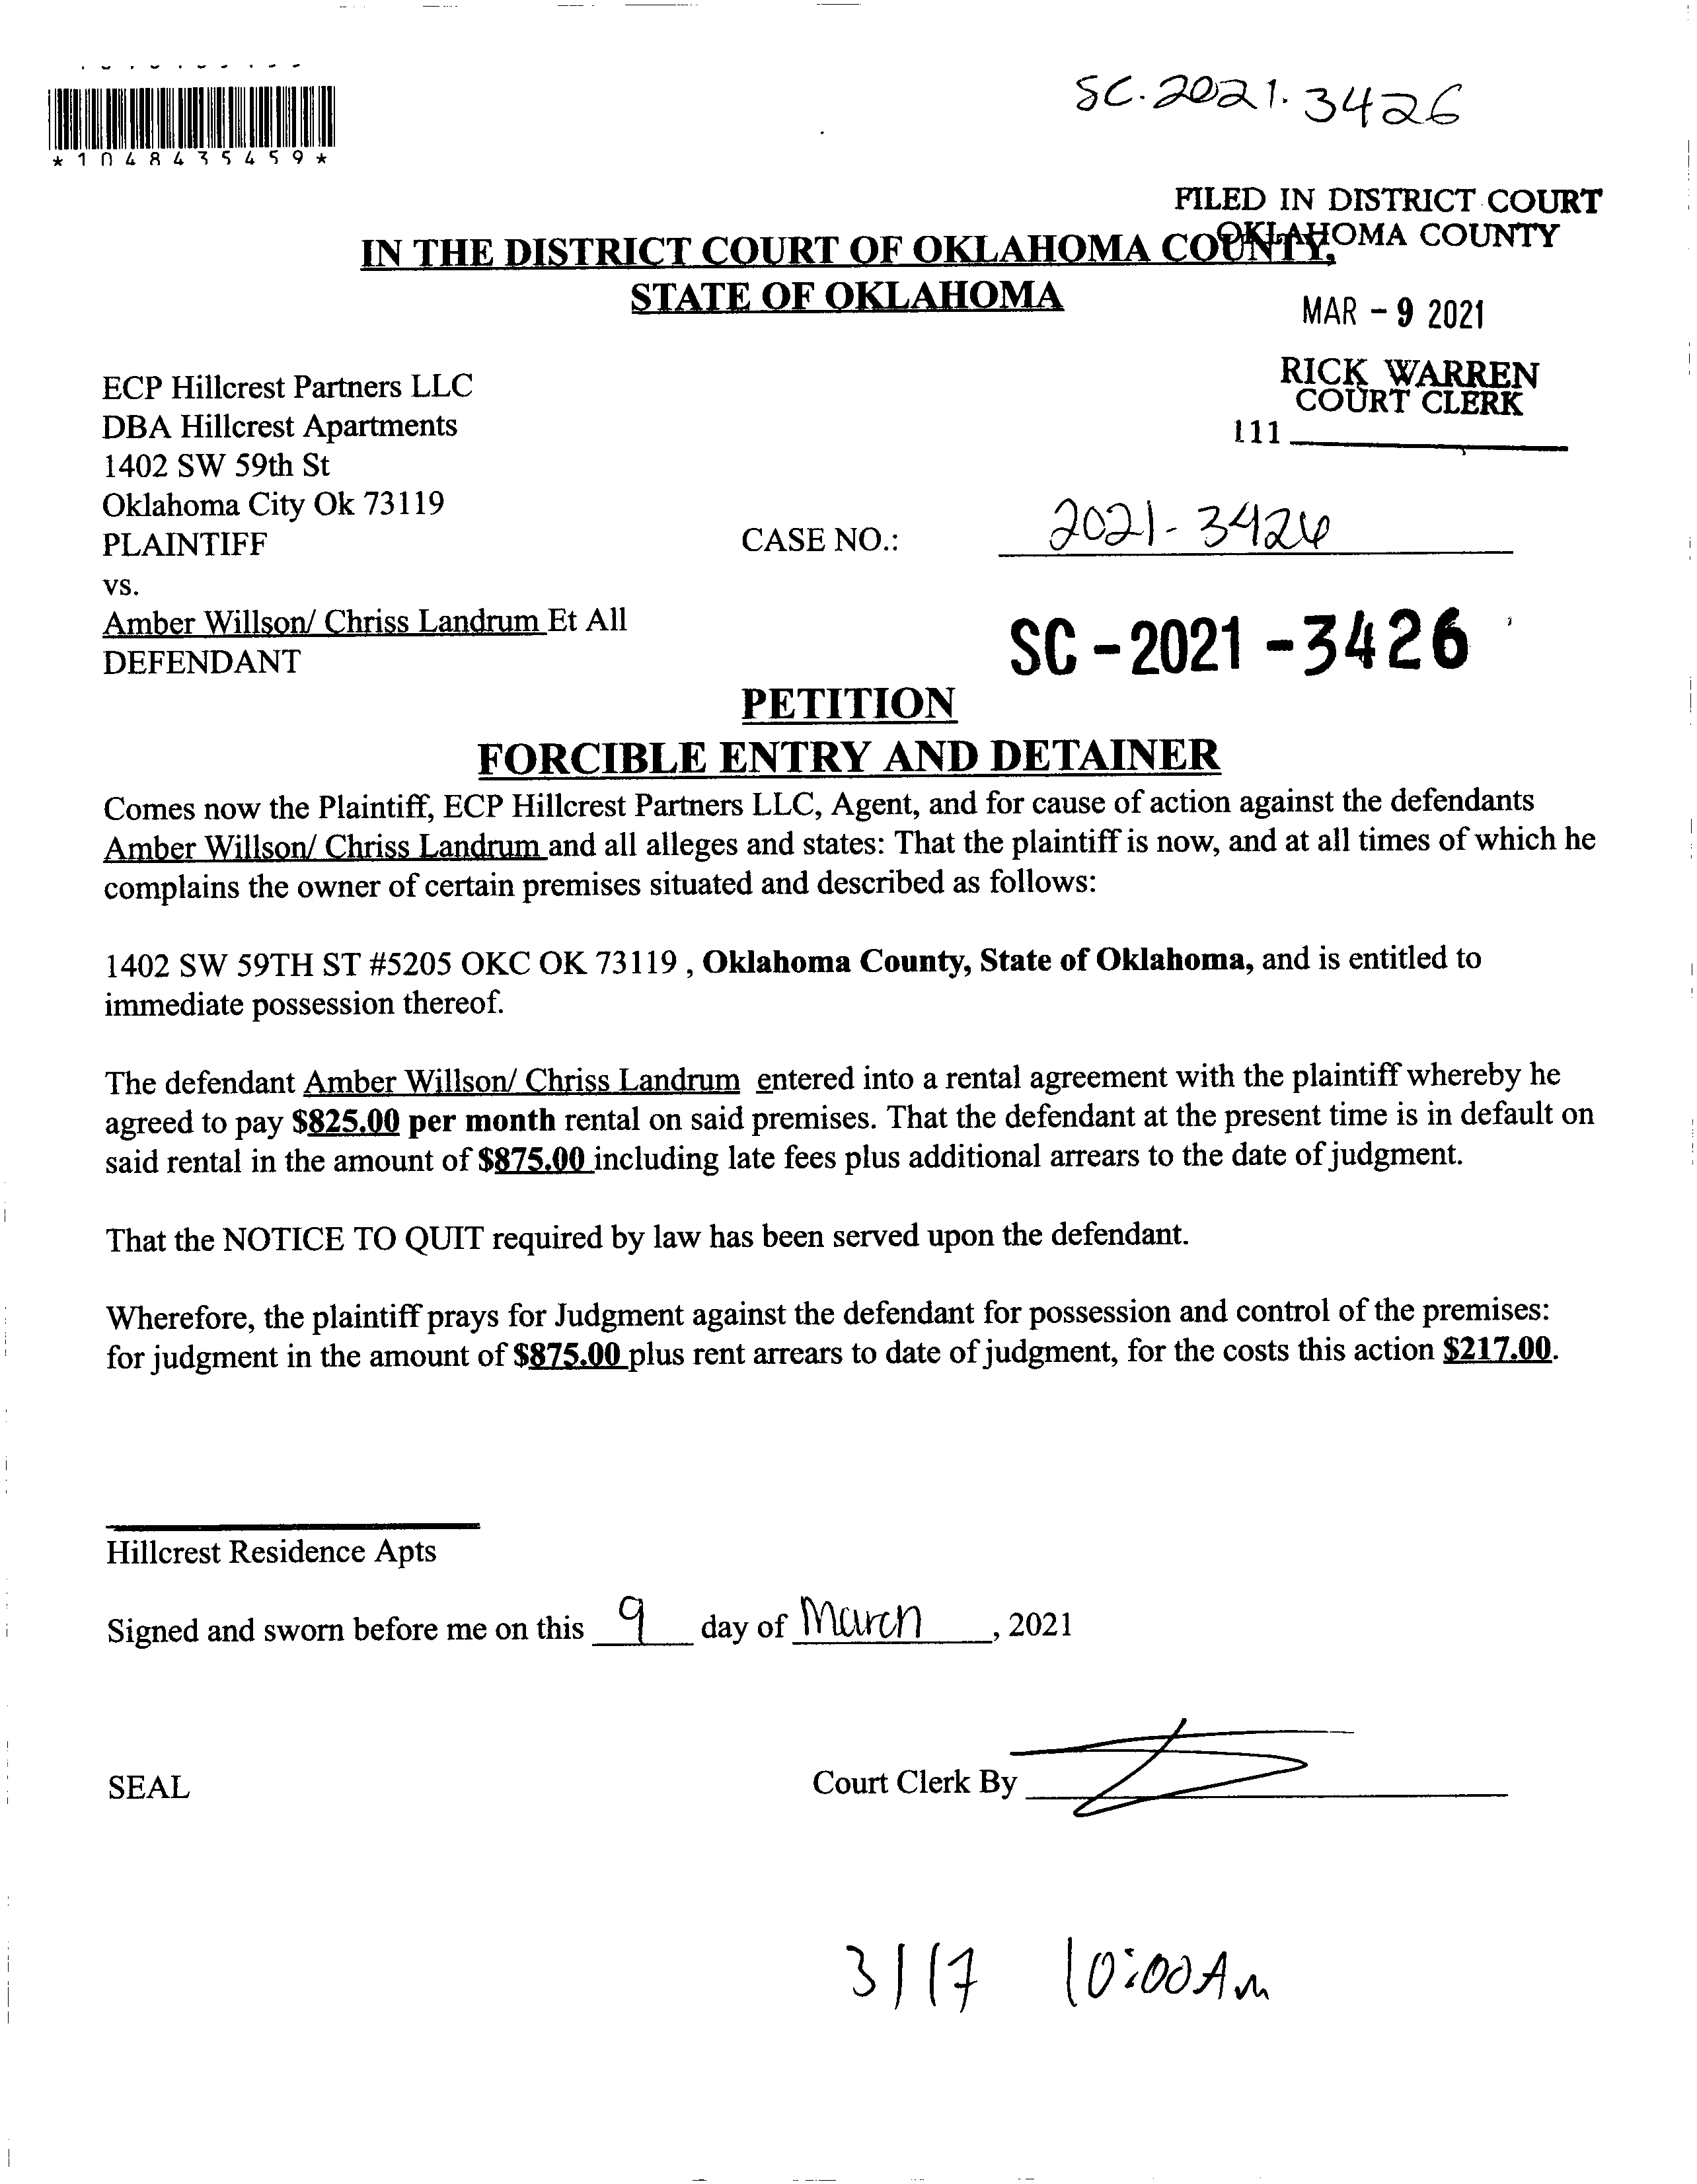 SC. 2021. 3426
*1048435459*
FILED IN DISTRICT COURT
OKLAHOMA COUNTY
IN THE DISTRICT COURT OF OKLAHOMA COUNTY,
STATE OF OKLAHOMA
MAR - 9 2021
RICK WARREN
COURT CLERK
111
ECP Hillcrest Partners LLC
DBA Hillcrest Apartments
1402 SW 59th St
Oklahoma City Ok 73119
PLAINTIFF
CASE NO.: 2021-3426
vs.
Amber Willson/ Chriss Landrum Et All
DEFENDANT
SC - 2021 - 3426
PETITION
FORCIBLE ENTRY AND DETAINER
Comes now the Plaintiff, ECP Hillcrest Partners LLC, Agent, and for cause of action against the defendants
Amber Willson/ Chriss Landrum and all alleges and states: That the plaintiff is now, and at all times of which he
complains the owner of certain premises situated and described as follows:
1402 SW 59TH ST #5205 OKC OK 73119 , Oklahoma County, State of Oklahoma, and is entitled to
immediate possession thereof.
The defendant Amber Willson/ Chriss Landrum entered into a rental agreement with the plaintiff whereby he
agreed to pay $825.00 per month rental on said premises. That the defendant at the present time is in default on
said rental in the amount of $875.00 including late fees plus additional arrears to the date of judgment.
That the NOTICE TO QUIT required by law has been served upon the defendant.
Wherefore, the plaintiff prays for Judgment against the defendant for possession and control of the premises:
for judgment in the amount of $875.00 plus rent arrears to date of judgment, for the costs this action $217.00.
Hillcrest Residence Apts
Signed and sworn before me on this 9 day of March , 2021
SEAL
Court Clerk By
3/17 10:00AM